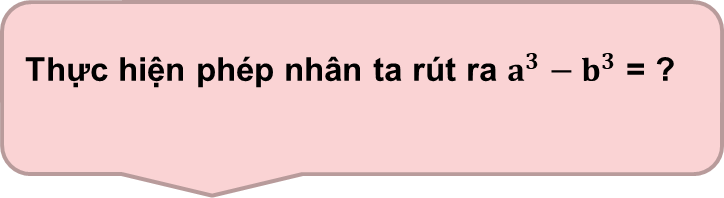 Thực hiện phép nhân ta rút ra a³ − b³ = ?